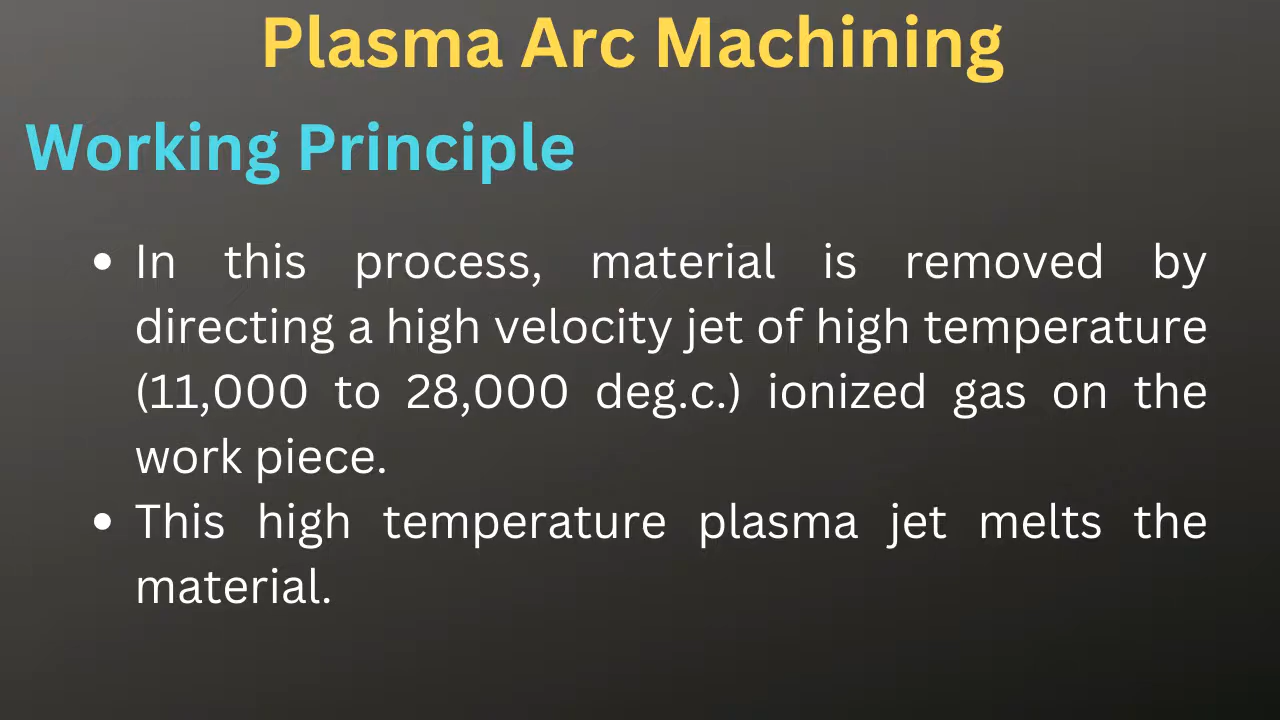 Plasma Arc Machining
Working Principle
• In this process, material is removed by
directing a high velocity jet of high temperature
(11,000 to 28,000 deg.c.) ionized gas on the
work piece.
• This high temperature plasma jet melts the
material.